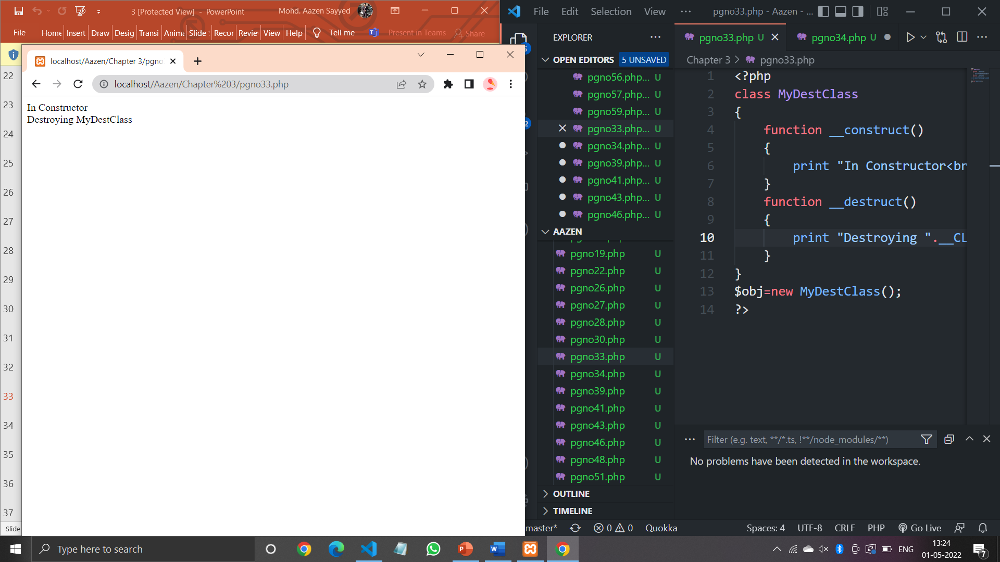 3 [Protected View] - PowerPoint
Mohd. Aazen Sayyed
File Home Insert Draw Desig Transi Anima Slide Recor Review View Help Tell me Present in Teams Share
22
23
24
25
26
27
28
29
30
31
32
33
34
35
36
37
Slide
localhost/Aazen/Chapter 3/pgno
localhost/Aazen/Chapter%203/pgno33.php
In Constructor
Destroying MyDestClass
File Edit Selection View ··· pgno33.php - Aazen - ...
EXPLORER
OPEN EDITORS 5 UNSAVED
pgno56.php... U
pgno57.php... U
pgno59.php... U
pgno33.php... U
pgno34.php... U
pgno39.php... U
pgno41.php... U
pgno43.php... U
pgno46.php... U
AAZEN
pgno19.php U
pgno22.php U
pgno26.php U
pgno27.php U
pgno28.php U
pgno30.php U
pgno33.php U
pgno34.php U
pgno39.php U
pgno41.php U
pgno43.php U
pgno46.php U
pgno48.php U
pgno51.php U
OUTLINE
TIMELINE
pgno33.php U pgno34.php U
Chapter 3 > pgno33.php
1 <?php
2 class MyDestClass
3 {
4 function __construct()
5 {
6 print "In Constructor<br
7 }
8 function __destruct()
9 {
10 print "Destroying ".__CL
11 }
12 }
13 $obj=new MyDestClass();
14 ?>
Filter (e.g. text, **/*.ts, !**/node_modules/**)
No problems have been detected in the workspace.
master* 0 0 Quokka Spaces: 4 UTF-8 CRLF PHP Go Live
Type here to search
ENG
13:24
01-05-2022
7